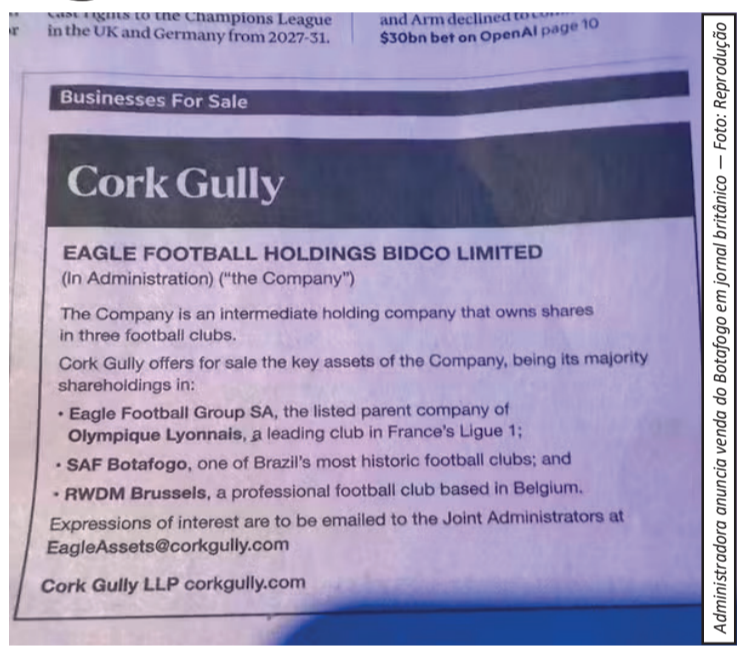 rights to the Champions League
in the UK and Germany from 2027-31.
and Arm declined to
$30bn bet on OpenAI page 10
Businesses For Sale
Cork Gully
EAGLE FOOTBALL HOLDINGS BIDCO LIMITED
(In Administration) ("the Company")
The Company is an intermediate holding company that owns shares
in three football clubs.
Cork Gully offers for sale the key assets of the Company, being its majority
shareholdings in:
• Eagle Football Group SA, the listed parent company of
Olympique Lyonnais, a leading club in France's Ligue 1;
• SAF Botafogo, one of Brazil's most historic football clubs; and
• RWDM Brussels, a professional football club based in Belgium.
Expressions of interest are to be emailed to the Joint Administrators at
EagleAssets@corkgully.com
Cork Gully LLP corkgully.com
Administradora anuncia venda do Botafogo em jornal britânico — Foto: Reprodução